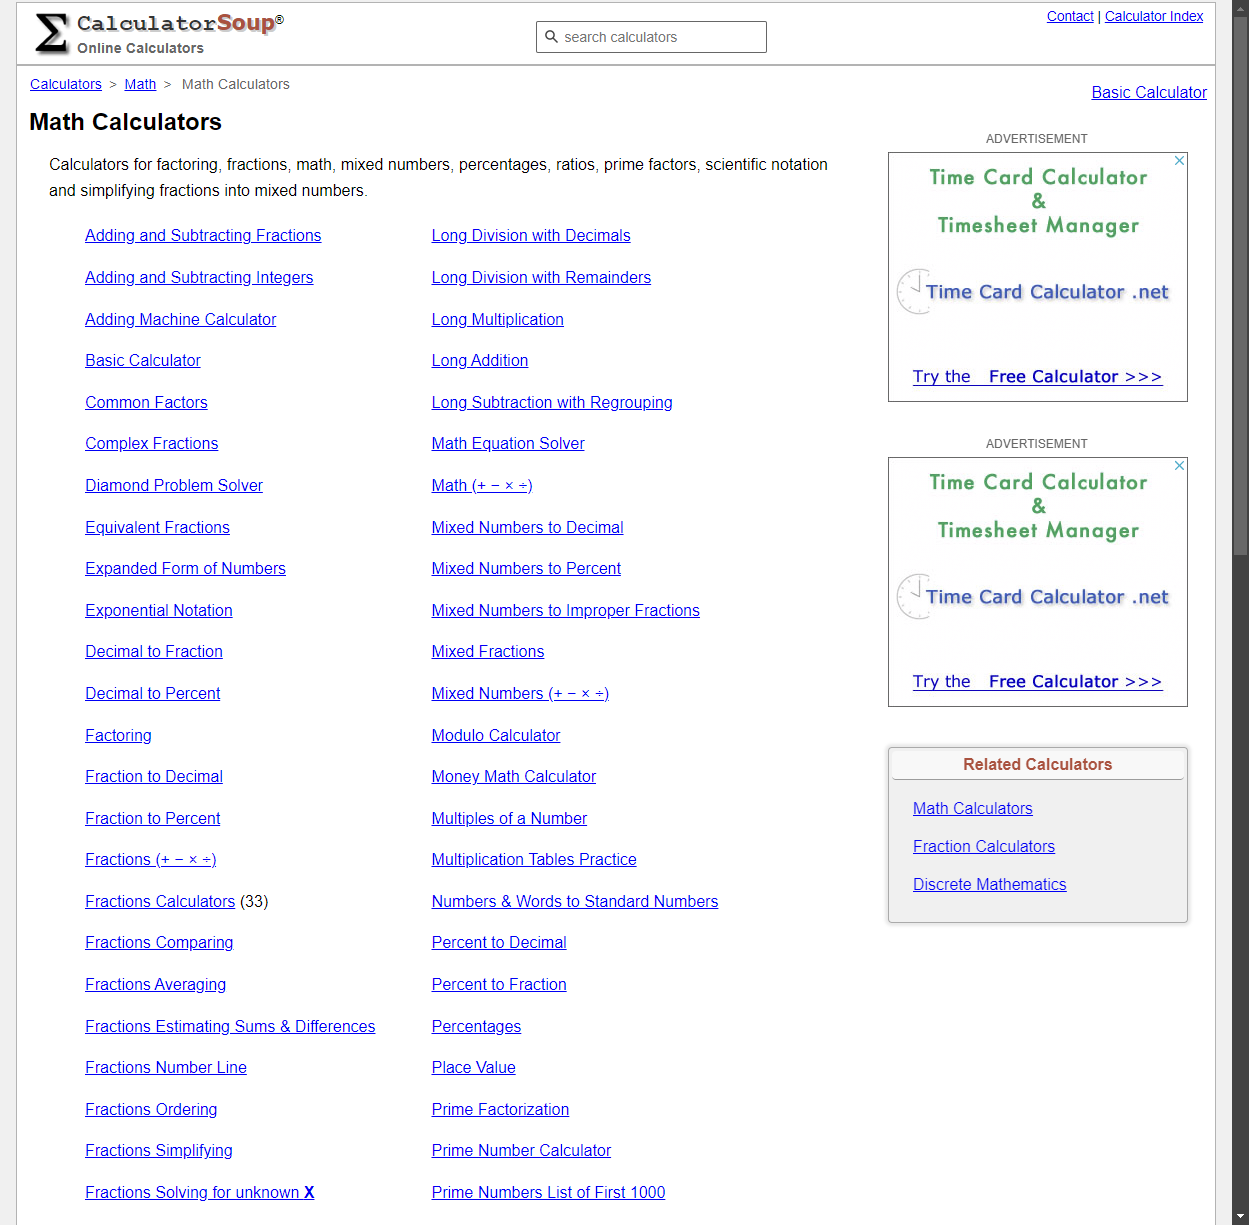 CalculatorSoup®
Online Calculators
search calculators
Contact | Calculator Index
Calculators > Math > Math Calculators
Basic Calculator
Math Calculators
Calculators for factoring, fractions, math, mixed numbers, percentages, ratios, prime factors, scientific notation
and simplifying fractions into mixed numbers.
Adding and Subtracting Fractions
Adding and Subtracting Integers
Adding Machine Calculator
Basic Calculator
Common Factors
Complex Fractions
Diamond Problem Solver
Equivalent Fractions
Expanded Form of Numbers
Exponential Notation
Decimal to Fraction
Decimal to Percent
Factoring
Fraction to Decimal
Fraction to Percent
Fractions (+ − × ÷)
Fractions Calculators (33)
Fractions Comparing
Fractions Averaging
Fractions Estimating Sums & Differences
Fractions Number Line
Fractions Ordering
Fractions Simplifying
Fractions Solving for unknown X
Long Division with Decimals
Long Division with Remainders
Long Multiplication
Long Addition
Long Subtraction with Regrouping
Math Equation Solver
Math (+ − × ÷)
Mixed Numbers to Decimal
Mixed Numbers to Percent
Mixed Numbers to Improper Fractions
Mixed Fractions
Mixed Numbers (+ − × ÷)
Modulo Calculator
Money Math Calculator
Multiples of a Number
Multiplication Tables Practice
Numbers & Words to Standard Numbers
Percent to Decimal
Percent to Fraction
Percentages
Place Value
Prime Factorization
Prime Number Calculator
Prime Numbers List of First 1000
ADVERTISEMENT
Time Card Calculator
&
Timesheet Manager
Time Card Calculator .net
Try the Free Calculator >>>
ADVERTISEMENT
Time Card Calculator
&
Timesheet Manager
Time Card Calculator .net
Try the Free Calculator >>>
Related Calculators
Math Calculators
Fraction Calculators
Discrete Mathematics